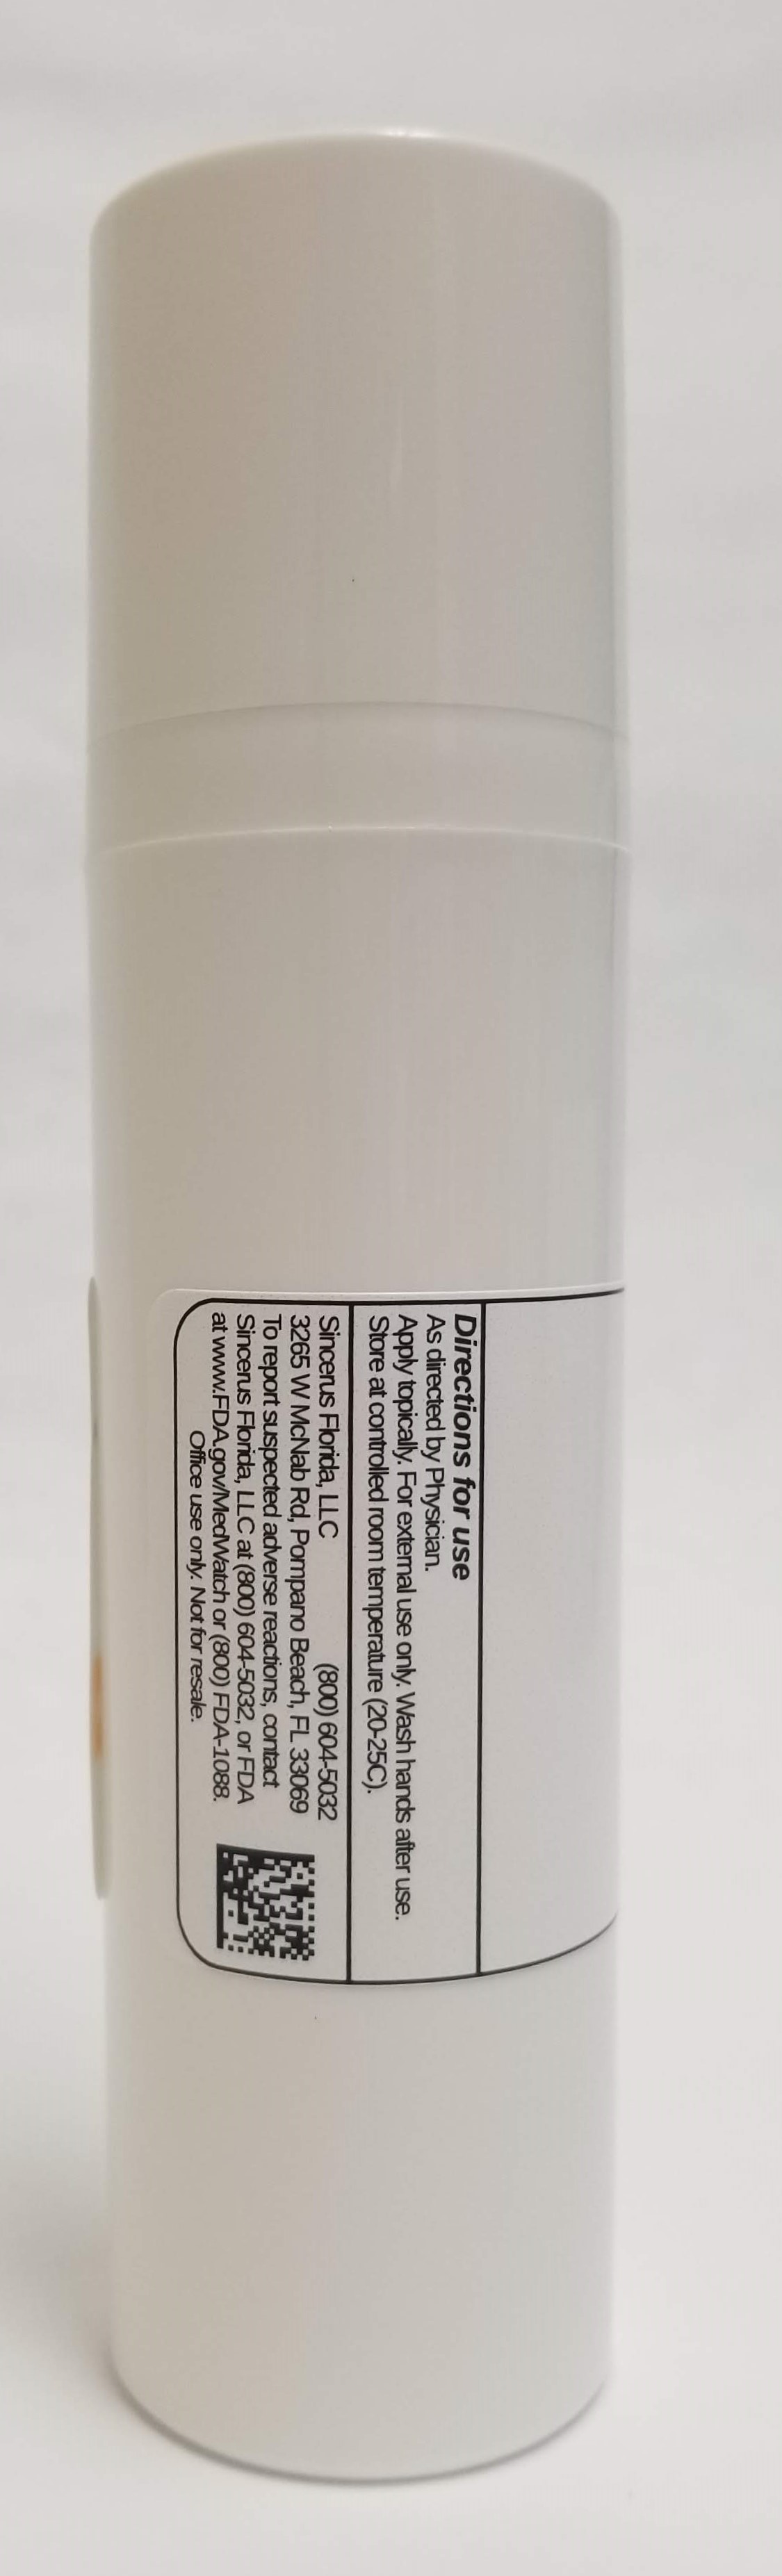 Directions for use
As directed by Physician.
Apply topically. For external use only. Wash hands after use.
Store at controlled room temperature (20-25C).
Sincerus Florida, LLC (800) 604-5032
3265 W McNab Rd, Pompano Beach, FL 33069
To report suspected adverse reactions, contact
Sincerus Florida, LLC at (800) 604-5032, or FDA
at www.FDA.gov/MedWatch or (800) FDA-1088.
Office use only. Not for resale.